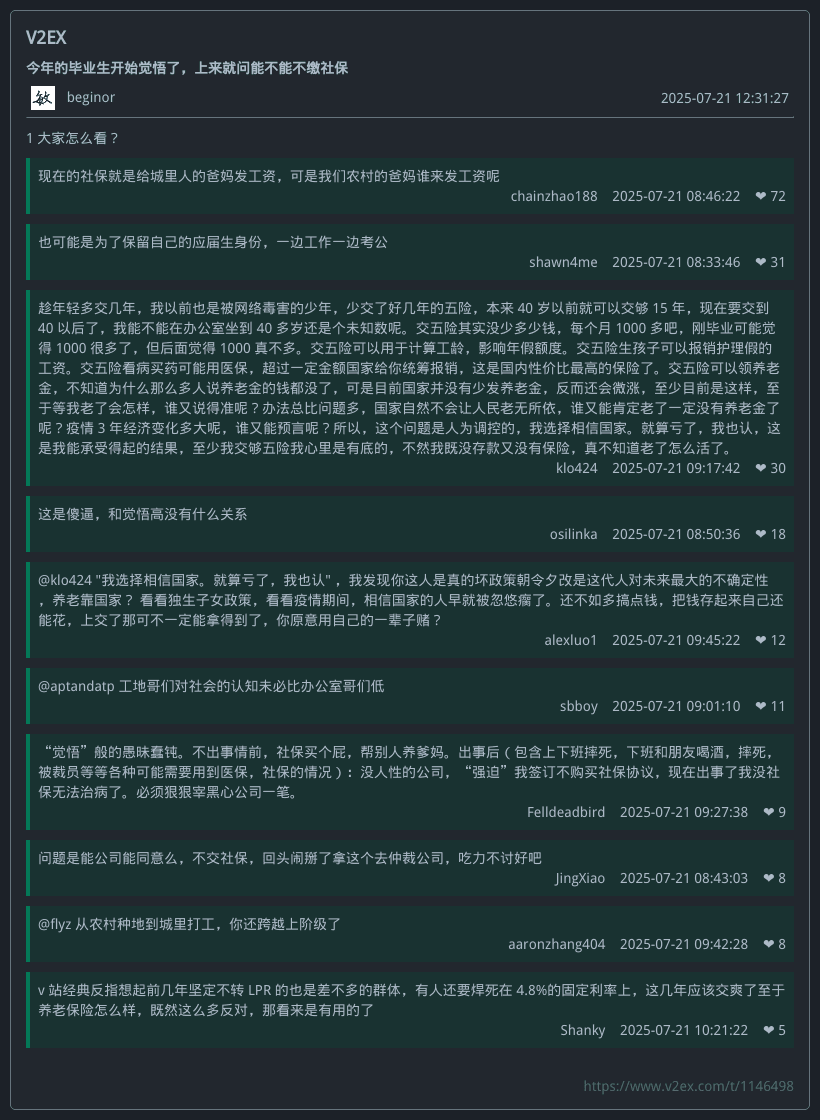 V2EX
今年的毕业生开始觉悟了，上来就问能不能不缴社保
敏 beginor 2025-07-21 12:31:27
1 大家怎么看？
现在的社保就是给城里人的爸妈发工资，可是我们农村的爸妈谁来发工资呢
chainzhao188 2025-07-21 08:46:22 ❤ 72
也可能是为了保留自己的应届生身份，一边工作一边考公
shawn4me 2025-07-21 08:33:46 ❤ 31
趁年轻多交几年，我以前也是被网络毒害的少年，少交了好几年的五险，本来 40 岁以前就可以交够 15 年，现在要交到
40 以后了，我能不能在办公室坐到 40 多岁还是个未知数呢。交五险其实没少多少钱，每个月 1000 多吧，刚毕业可能觉
得 1000 很多了，但后面觉得 1000 真不多。交五险可以用于计算工龄，影响年假额度。交五险生孩子可以报销护理假的
工资。交五险看病买药可能用医保，超过一定金额国家给你统筹报销，这是国内性价比最高的保险了。交五险可以领养老
金，不知道为什么那么多人说养老金的钱都没了，可是目前国家并没有少发养老金，反而还会微涨，至少目前是这样，至
于等我老了会怎样，谁又说得准呢？办法总比问题多，国家自然不会让人民老无所依，谁又能肯定老了一定没有养老金了
呢？疫情 3 年经济变化多大呢，谁又能预言呢？所以，这个问题是人为调控的，我选择相信国家。就算亏了，我也认，这
是我能承受得起的结果，至少我交够五险我心里是有底的，不然我既没存款又没有保险，真不知道老了怎么活了。
klo424 2025-07-21 09:17:42 ❤ 30
这是傻逼，和觉悟高没有什么关系
osilinka 2025-07-21 08:50:36 ❤ 18
@klo424 "我选择相信国家。就算亏了，我也认" ，我发现你这人是真的坏政策朝令夕改是这代人对未来最大的不确定性
，养老靠国家？ 看看独生子女政策，看看疫情期间，相信国家的人早就被忽悠瘸了。还不如多搞点钱，把钱存起来自己还
能花，上交了那可不一定能拿得到了，你原意用自己的一辈子赌？
alexluo1 2025-07-21 09:45:22 ❤ 12
@aptandatp 工地哥们对社会的认知未必比办公室哥们低
sbboy 2025-07-21 09:01:10 ❤ 11
“觉悟”般的愚昧蠢钝。不出事情前，社保买个屁，帮别人养爹妈。出事后（包含上下班摔死，下班和朋友喝酒，摔死，
被裁员等等各种可能需要用到医保，社保的情况）：没人性的公司，“强迫”我签订不购买社保协议，现在出事了我没社
保无法治病了。必须狠狠宰黑心公司一笔。
Felldeadbird 2025-07-21 09:27:38 ❤ 9
问题是能公司能同意么，不交社保，回头闹掰了拿这个去仲裁公司，吃力不讨好吧
JingXiao 2025-07-21 08:43:03 ❤ 8
@flyz 从农村种地到城里打工，你还跨越上阶级了
aaronzhang404 2025-07-21 09:42:28 ❤ 8
v 站经典反指想起前几年坚定不转 LPR 的也是差不多的群体，有人还要焊死在 4.8%的固定利率上，这几年应该交爽了至于
养老保险怎么样，既然这么多反对，那看来是有用的了
Shanky 2025-07-21 10:21:22 ❤ 5
https://www.v2ex.com/t/1146498